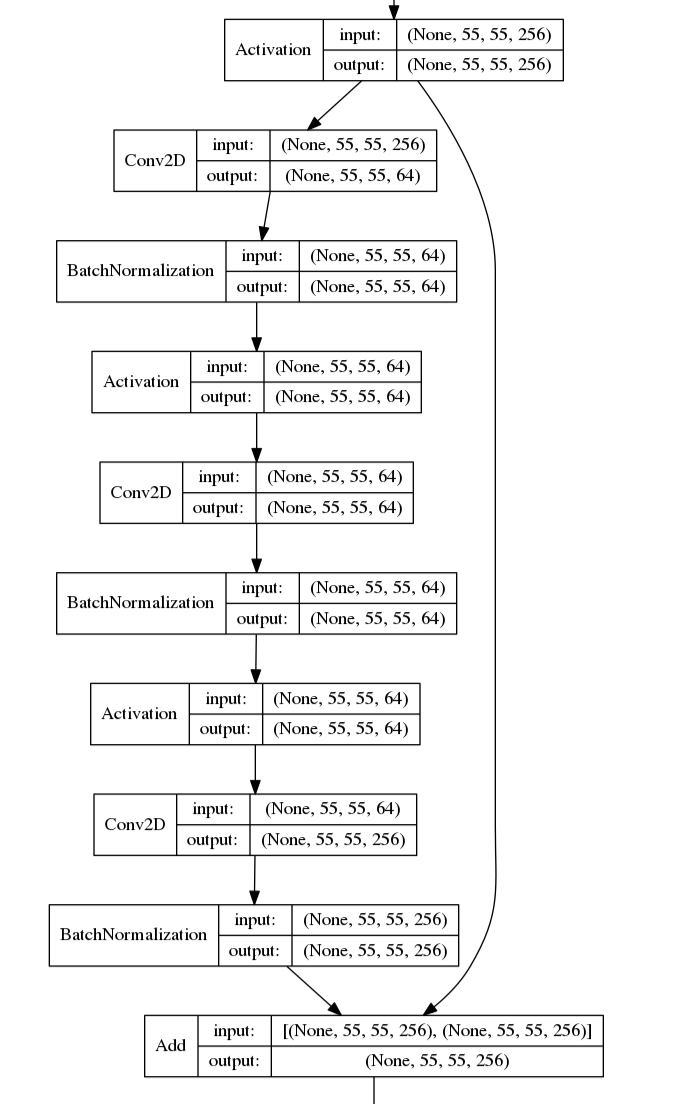 Activation
input: (None, 55, 55, 256)
output: (None, 55, 55, 256)
Conv2D
input: (None, 55, 55, 256)
output: (None, 55, 55, 64)
BatchNormalization
input: (None, 55, 55, 64)
output: (None, 55, 55, 64)
Activation
input: (None, 55, 55, 64)
output: (None, 55, 55, 64)
Conv2D
input: (None, 55, 55, 64)
output: (None, 55, 55, 64)
BatchNormalization
input: (None, 55, 55, 64)
output: (None, 55, 55, 64)
Activation
input: (None, 55, 55, 64)
output: (None, 55, 55, 64)
Conv2D
input: (None, 55, 55, 64)
output: (None, 55, 55, 256)
BatchNormalization
input: (None, 55, 55, 256)
output: (None, 55, 55, 256)
Add
input: [(None, 55, 55, 256), (None, 55, 55, 256)]
output: (None, 55, 55, 256)